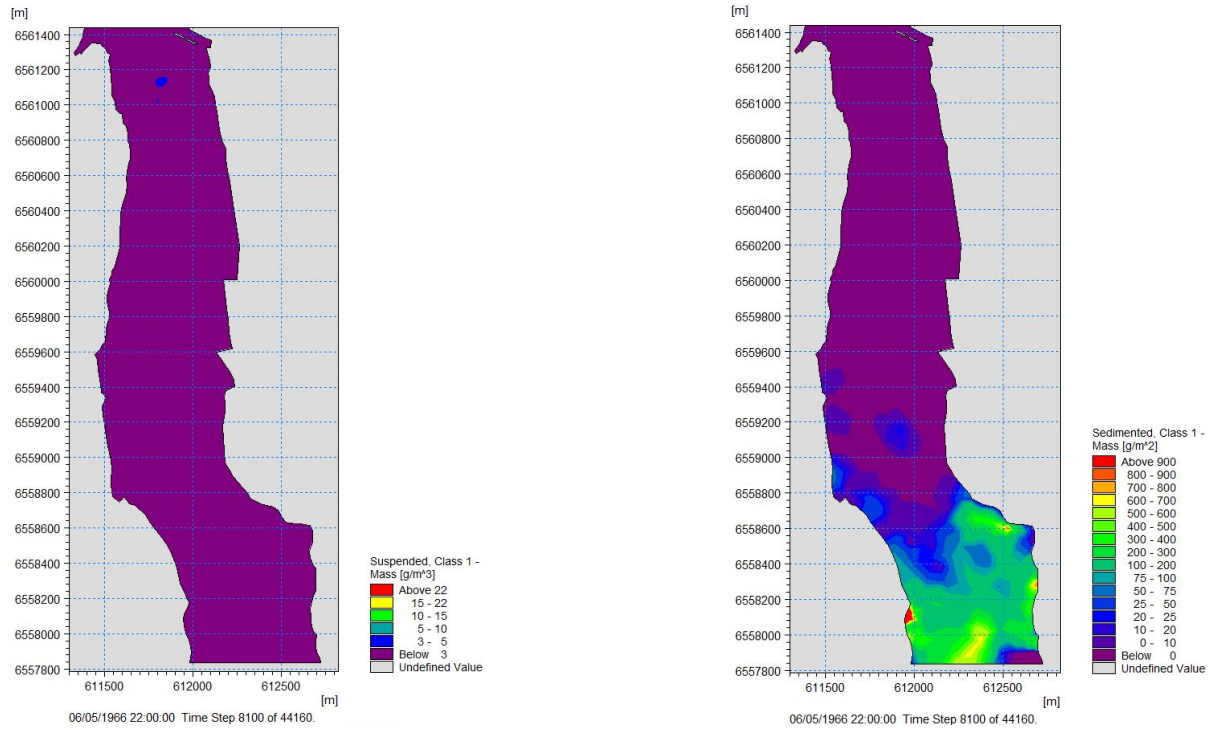 [m]
6561400
6561200
6561000
6560800
6560600
6560400
6560200
6560000
6559800
6559600
6559400
6559200
6559000
6558800
6558600
6558400
6558200
6558000
6557800
611500 612000 612500
[m]
06/05/1966 22:00:00 Time Step 8100 of 44160.
Suspended, Class 1 -
Mass [g/m^3]
Above 22
15 - 22
10 - 15
5 - 10
3 - 5
Below 3
Undefined Value
[m]
6561400
6561200
6561000
6560800
6560600
6560400
6560200
6560000
6559800
6559600
6559400
6559200
6559000
6558800
6558600
6558400
6558200
6558000
6557800
611500 612000 612500
[m]
06/05/1966 22:00:00 Time Step 8100 of 44160.
Sedimented, Class 1 -
Mass [g/m^2]
Above 900
800 - 900
700 - 800
600 - 700
500 - 600
400 - 500
300 - 400
200 - 300
100 - 200
75 - 100
50 - 75
25 - 50
20 - 25
10 - 20
0 - 10
Below 0
Undefined Value